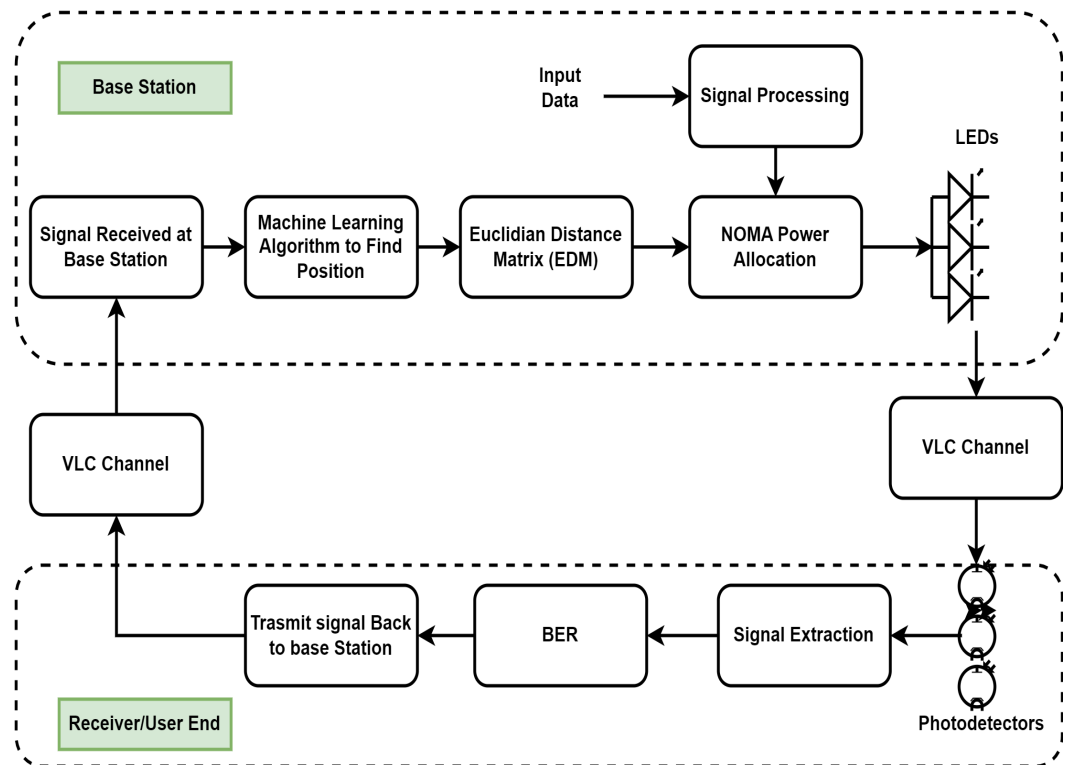 Base Station
Input
Data
Signal Processing
LEDs
Signal Received at
Base Station
Machine Learning
Algorithm to Find
Position
Euclidian Distance
Matrix (EDM)
NOMA Power
Allocation
VLC Channel
VLC Channel
Trasmit signal Back
to base Station
BER
Signal Extraction
Photodetectors
Receiver/User End